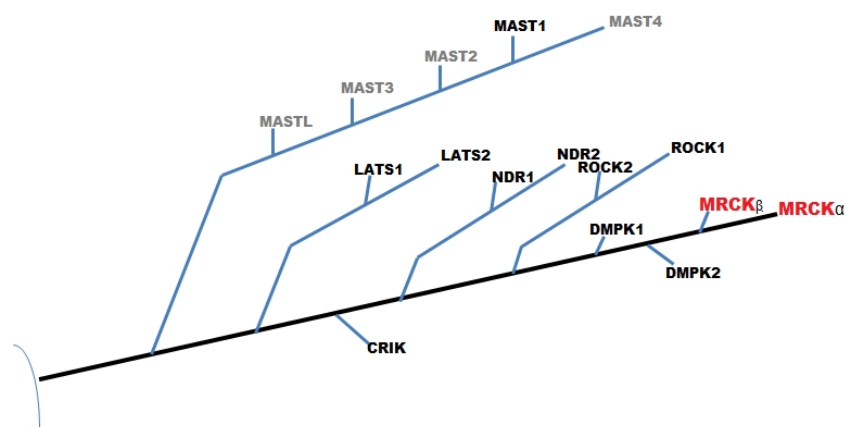 MAST4
MAST1
MAST2
MAST3
MASTL
ROCK1
LATS2
NDR2
LATS1
ROCK2
NDR1
MRCKβ
MRCKα
DMPK1
DMPK2
CRIK